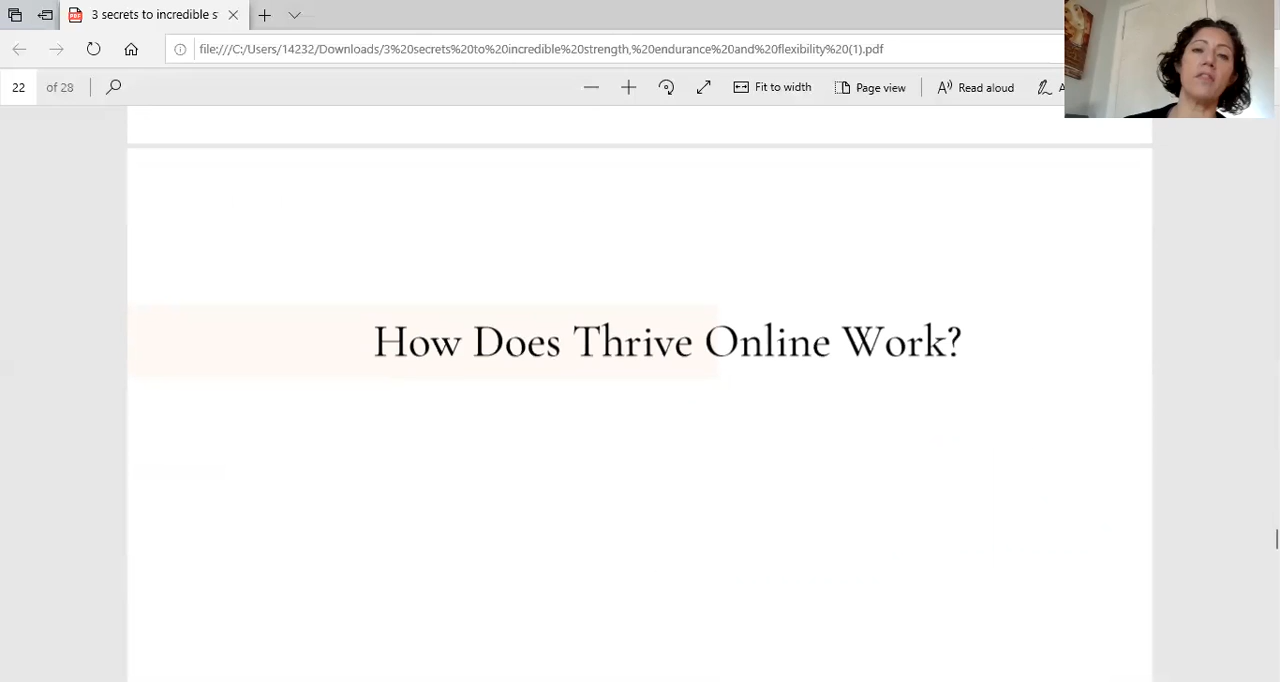 3 secrets to incredible s
file:///C:/Users/14232/Downloads/3%20secrets%20to%20incredible%20strength,%20endurance%20and%20flexibility%20(1).pdf
22 of 28
Fit to width
Page view
Read aloud
How Does Thrive Online Work?